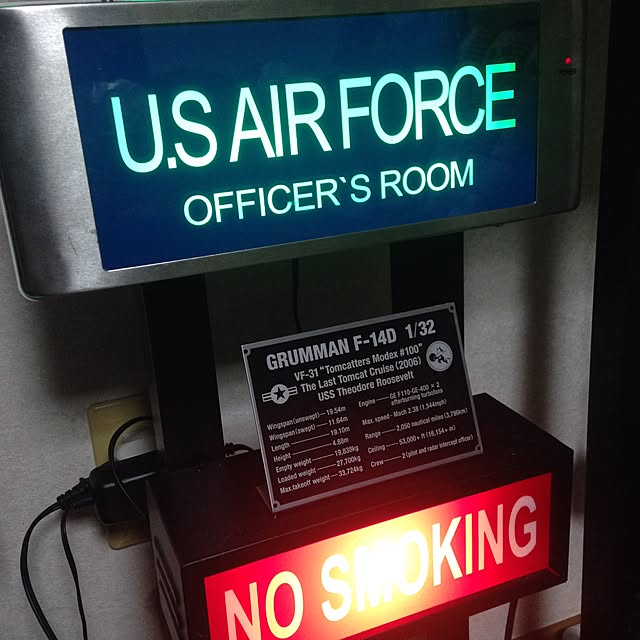 U.S AIR FORCE
OFFICER`S ROOM
GRUMMAN F-14D 1/32
VF-31 "Tomcatters Modex #100"
The Last Tomcat Cruise (2006)
USS Theodore Roosevelt
Wingspan(unswept) 19.54m
Wingspan(swept) 11.64m
Length 19.10m
Height 4.88m
Empty weight 19,838kg
Loaded weight 27,700kg
Max.takeoff weight 33,724kg
Engine GE F110-GE-400 × 2
afterburning turbofans
Max. speed Mach 2.38 (1,544mph)
Range 2,050 nautical miles (3,796km)
Ceiling 53,000+ ft (16,154+ m)
Crew 2 (pilot and radar intercept officer)
NO SMOKING